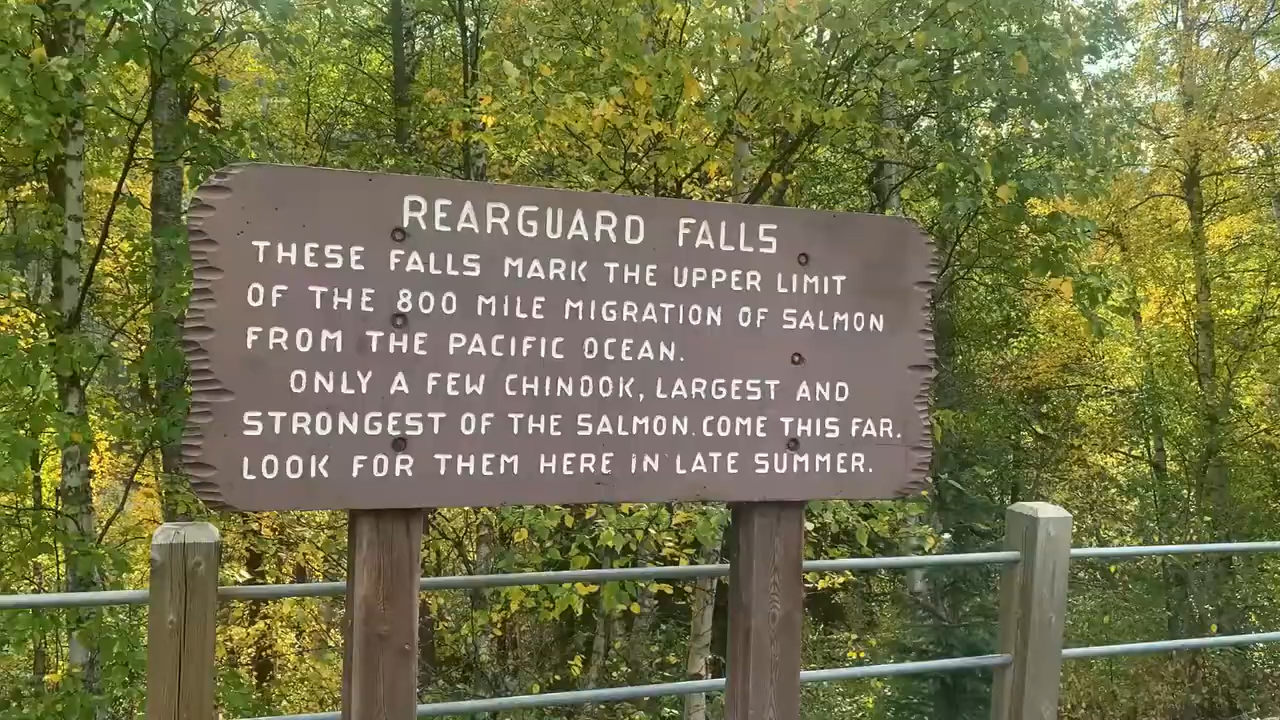 REARGUARD FALLS
THESE FALLS MARK THE UPPER LIMIT
OF THE 800 MILE MIGRATION OF SALMON
FROM THE PACIFIC OCEAN.
ONLY A FEW CHINOOK, LARGEST AND
STRONGEST OF THE SALMON. COME THIS FAR.
LOOK FOR THEM HERE IN LATE SUMMER.